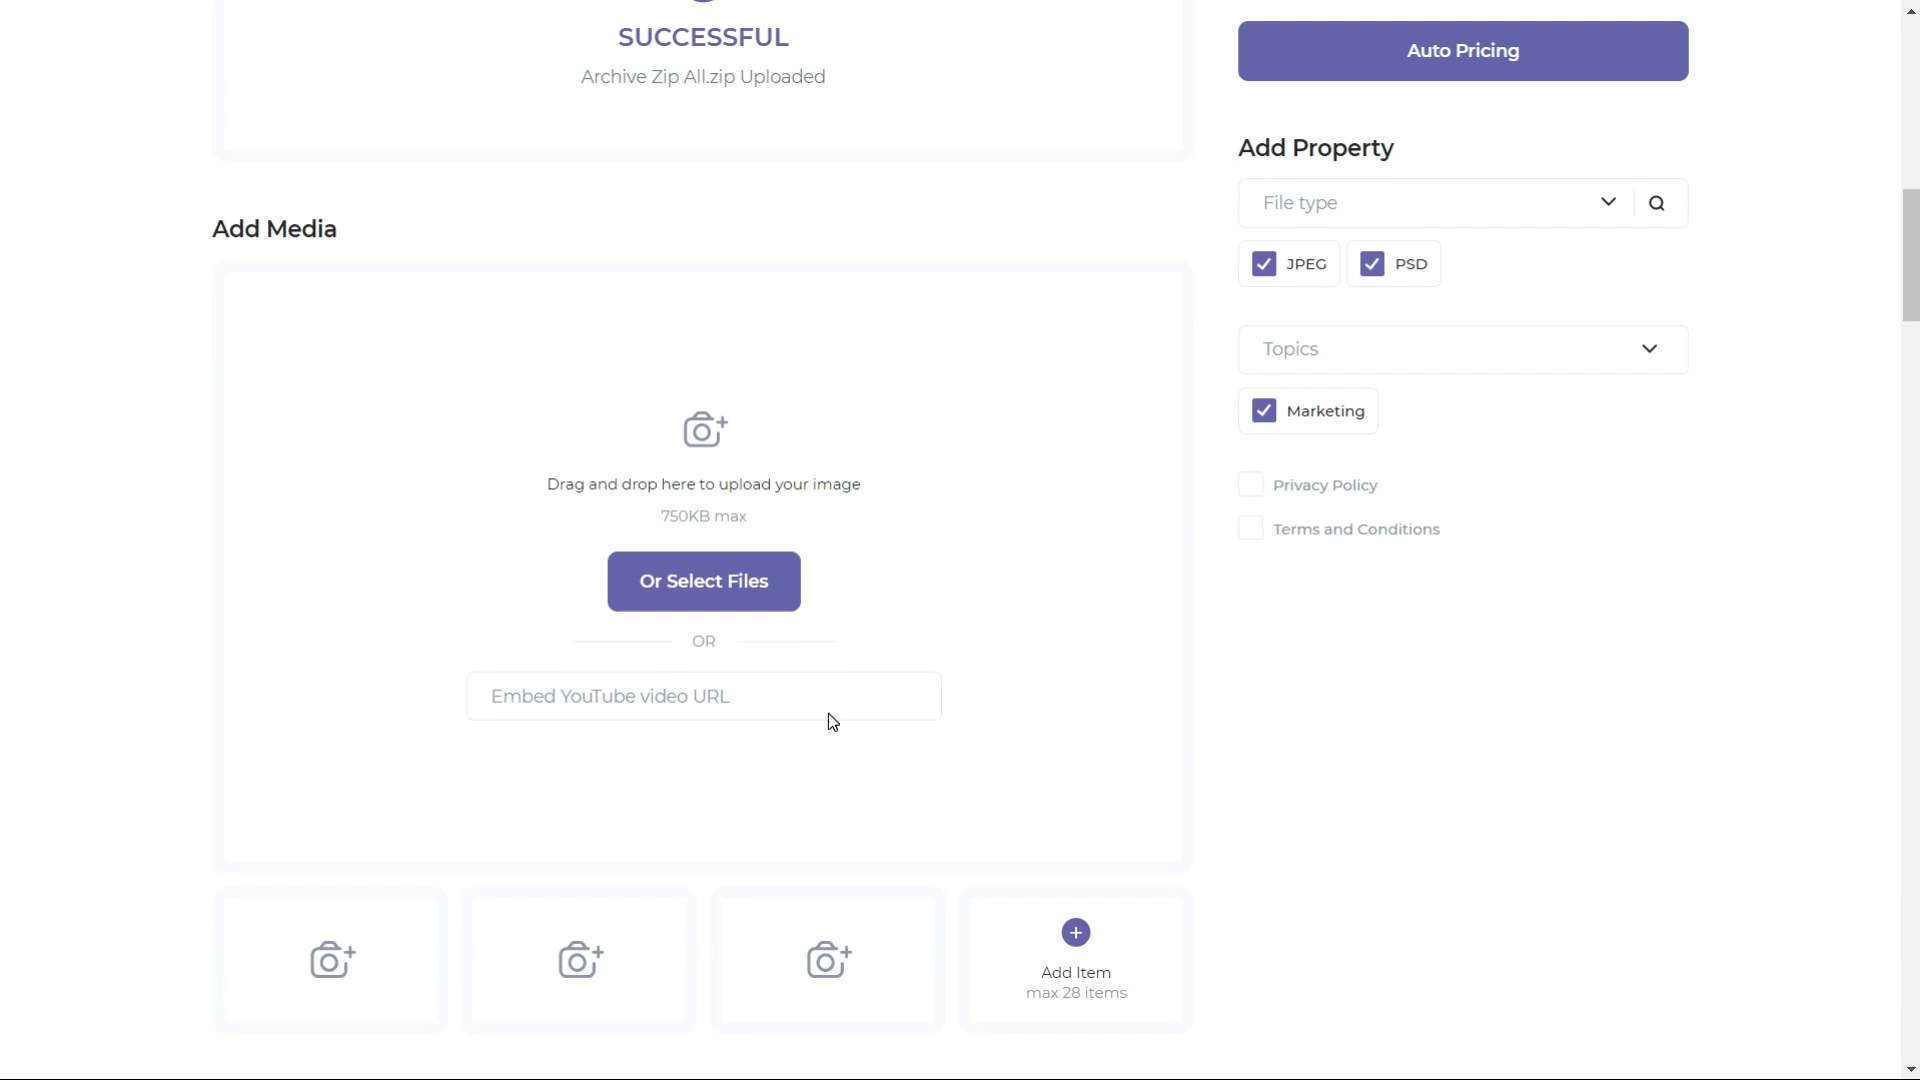 SUCCESSFUL
Archive Zip All.zip Uploaded
Add Media
Drag and drop here to upload your image
750KB max
Or Select Files
OR
Embed YouTube video URL
Add Item
max 28 items
Auto Pricing
Add Property
File type
JPEG
PSD
Topics
Marketing
Privacy Policy
Terms and Conditions